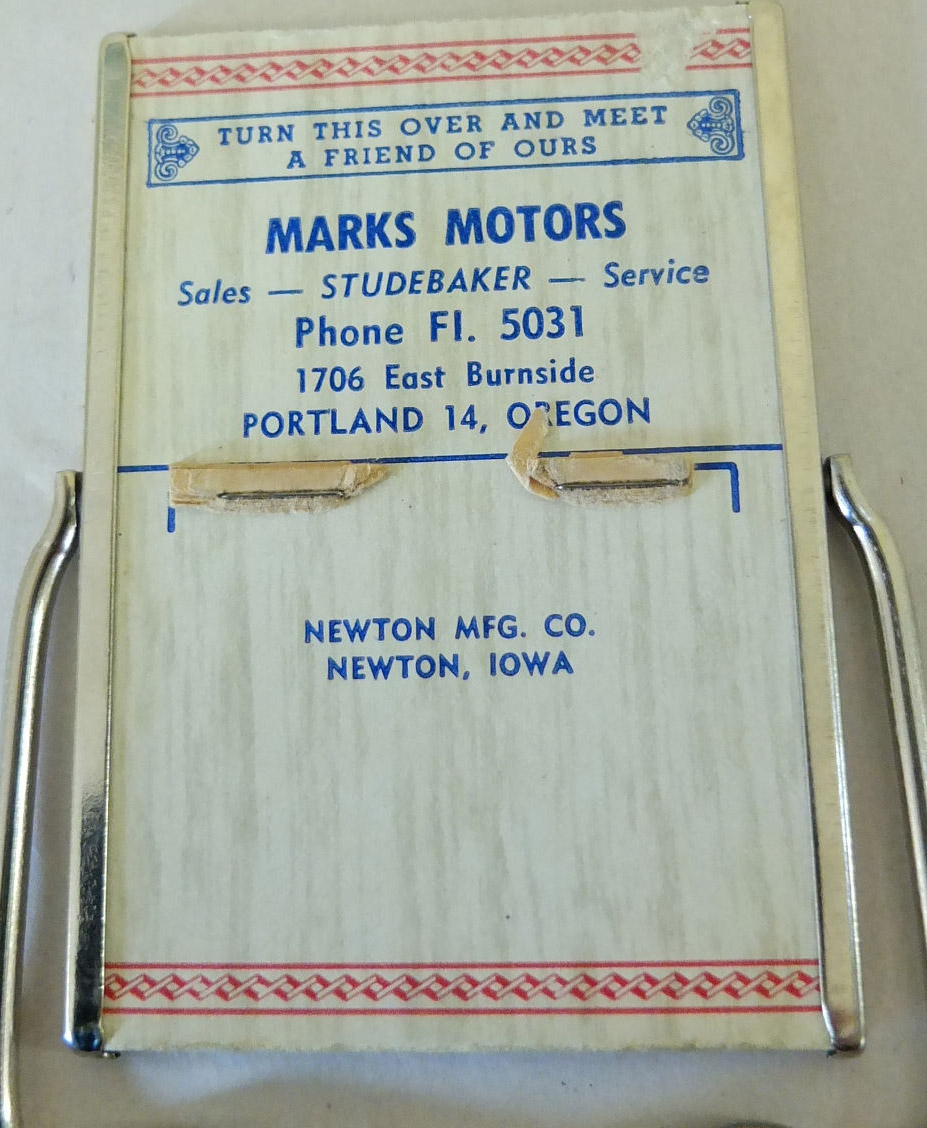 TURN THIS OVER AND MEET
A FRIEND OF OURS
MARKS MOTORS
Sales — STUDEBAKER — Service
Phone FI. 5031
1706 East Burnside
PORTLAND 14, OREGON
NEWTON MFG. CO.
NEWTON, IOWA